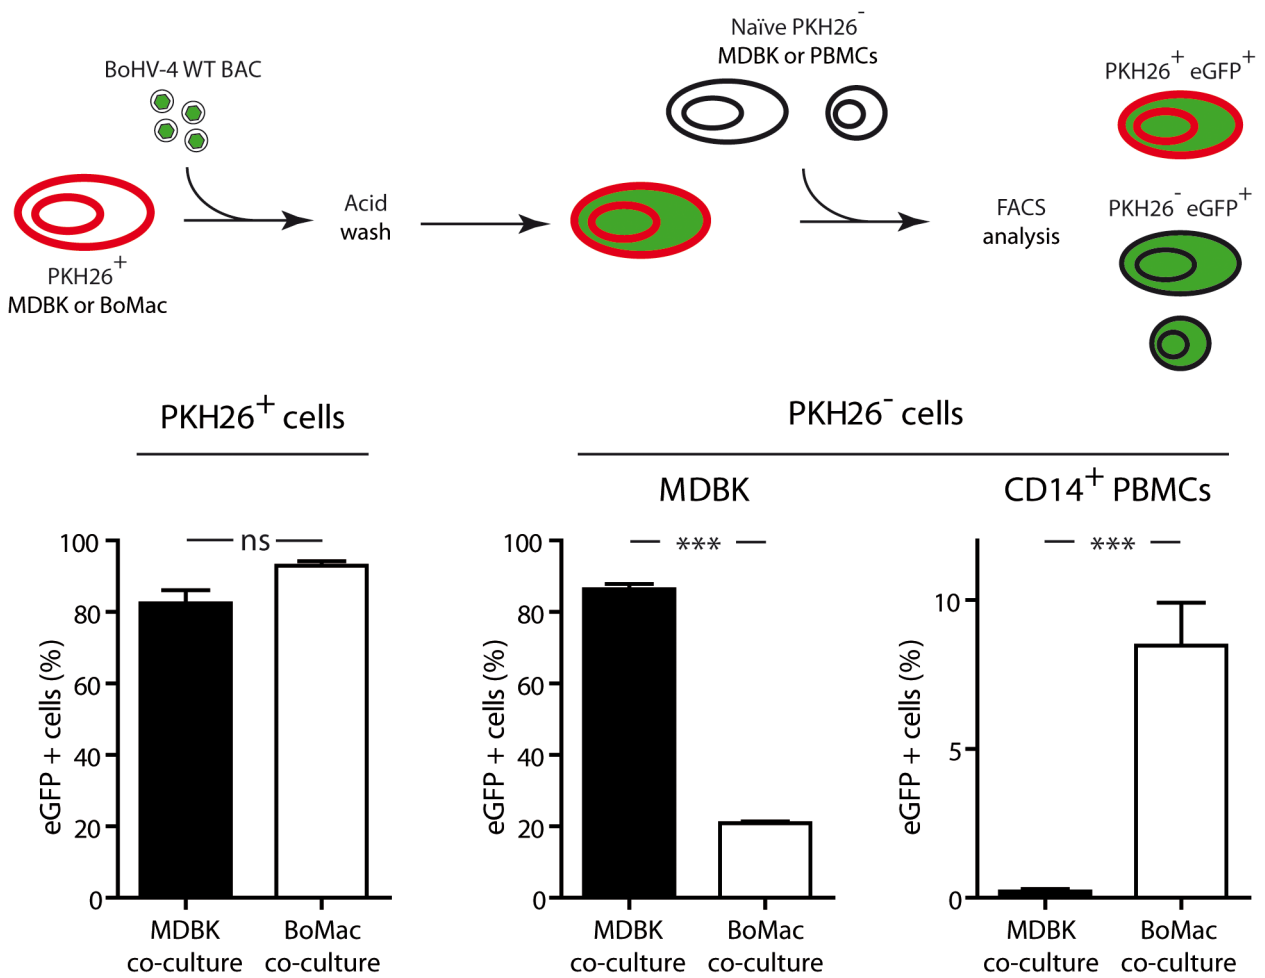 Naïve PKH26-
MDBK or PBMCs
BoHV-4 WT BAC
PKH26+ eGFP+
Acid
wash
FACS
analysis
PKH26- eGFP+
PKH26+
MDBK or BoMac
PKH26+ cells
PKH26- cells
MDBK
CD14+ PBMCs
eGFP + cells (%)
100
80
60
40
20
0
ns
MDBK
co-culture
BoMac
co-culture
eGFP + cells (%)
100
80
60
40
20
0
***
MDBK
co-culture
BoMac
co-culture
eGFP + cells (%)
10
5
0
***
MDBK
co-culture
BoMac
co-culture